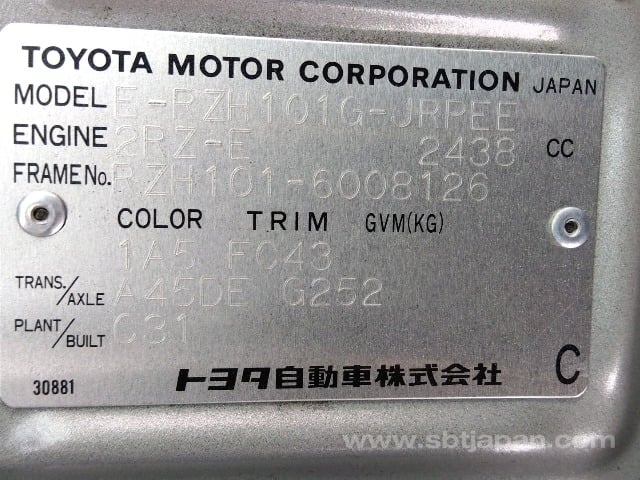 TOYOTA MOTOR CORPORATION JAPAN
MODEL E-RZH101G-JRPEE
ENGINE 2RZ-E 2438 CC
FRAME No. RZH101-6008126
COLOR TRIM GVM(KG)
1A5 FC43
TRANS./AXLE A45DE G252
PLANT/BUILT C31
30881 トヨタ自動車株式会社 C
www.sbtjapan.com